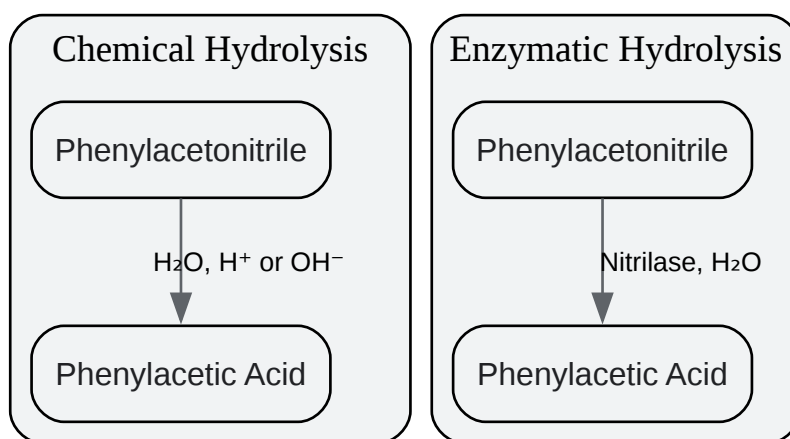 Chemical Hydrolysis
Phenylacetonitrile
H₂O, H⁺ or OH⁻
Phenylacetic Acid
Enzymatic Hydrolysis
Phenylacetonitrile
Nitrilase, H₂O
Phenylacetic Acid